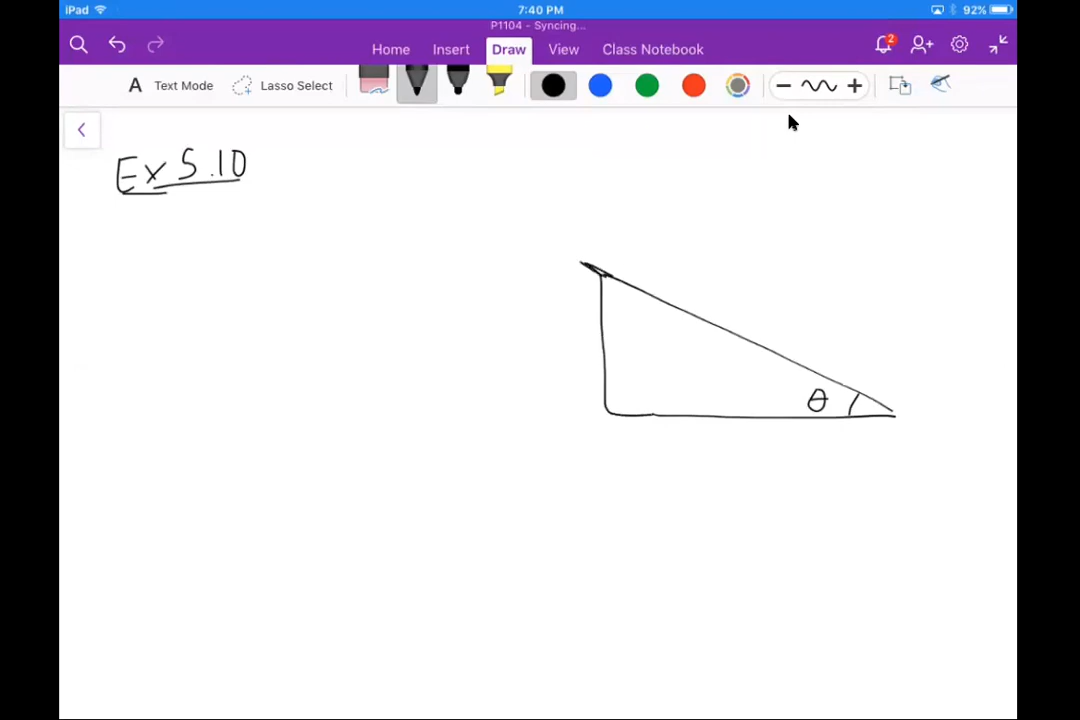 iPad 7:40 PM 92%
P1104 - Syncing...
Home Insert Draw View Class Notebook 2
A Text Mode Lasso Select
Ex 5.10
θ